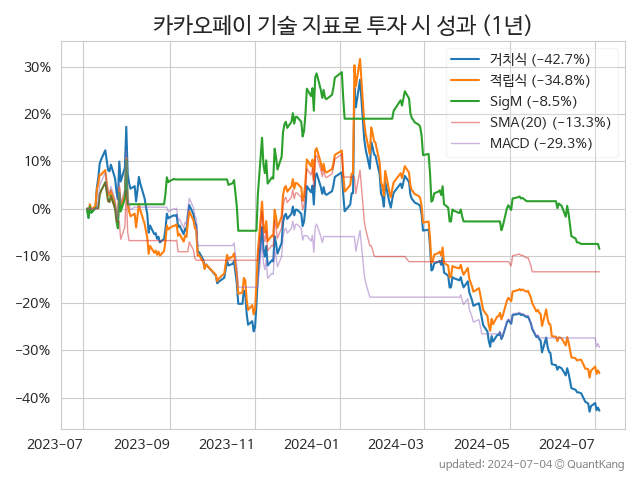 카카오페이 기술 지표로 투자 시 성과 (1년)
거치식 (−42.7%)
적립식 (−34.8%)
SigM (−8.5%)
SMA(20) (−13.3%)
MACD (−29.3%)
30%
20%
10%
0%
−10%
−20%
−30%
−40%
2023-07 2023-09 2023-11 2024-01 2024-03 2024-05 2024-07
updated: 2024-07-04 © QuantKang